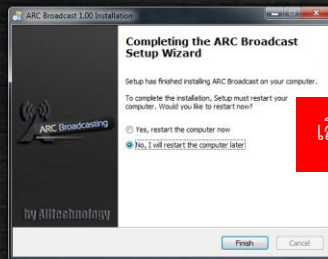 ARC Broadcast 1.00 Installation
Completing the ARC Broadcast
Setup Wizard
Setup has finished installing ARC Broadcast on your computer.
To complete the installation, Setup must restart your
computer. Would you like to restart now?
Yes, restart the computer now
No, I will restart the computer later
ARC Broadcasting
by Alltechnology
Finish
Cancel